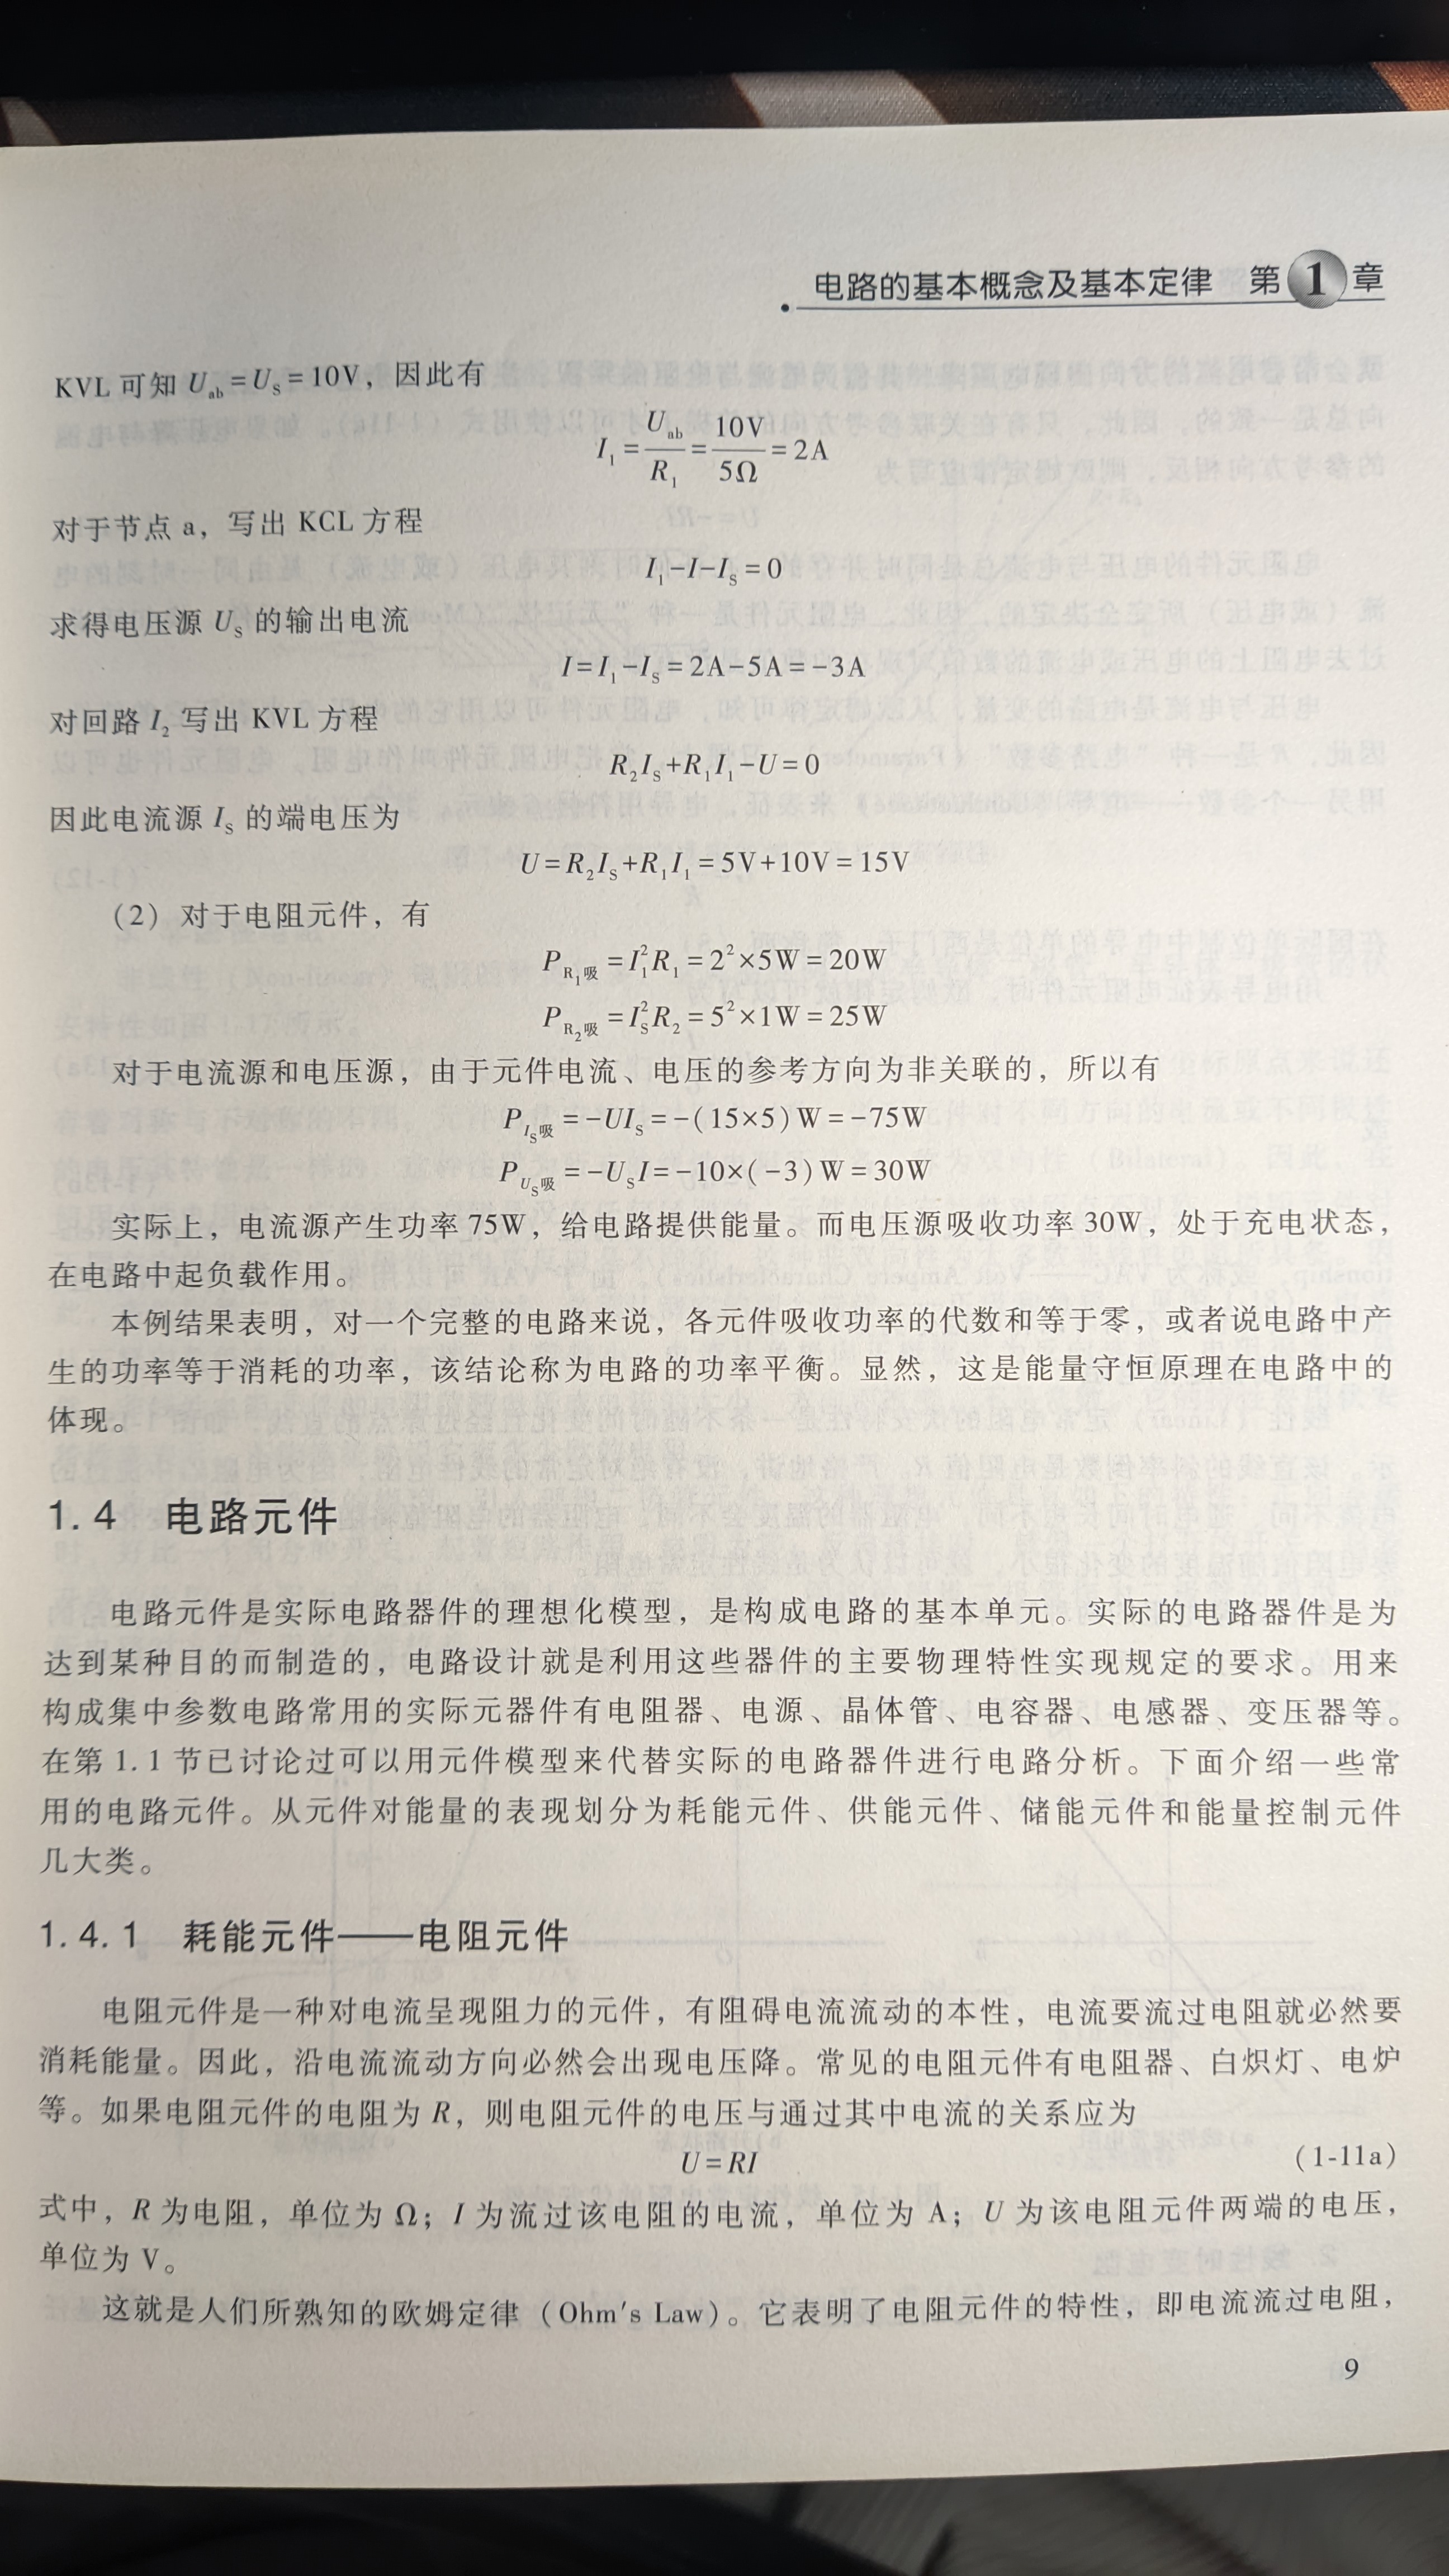 电路的基本概念及基本定律 第1章
KVL 可知 U_ab=U_S=10V，因此有
I_1=U_ab/R_1=10V/5Ω=2A
对于节点 a，写出 KCL 方程
I_1-I-I_S=0
求得电压源 U_S 的输出电流
I=I_1-I_S=2A-5A=-3A
对回路 I_2 写出 KVL 方程
R_2I_S+R_1I_1-U=0
因此电流源 I_S 的端电压为
U=R_2I_S+R_1I_1=5V+10V=15V
（2）对于电阻元件，有
P_{R_1吸}=I_1^2R_1=2^2×5W=20W
P_{R_2吸}=I_S^2R_2=5^2×1W=25W
对于电流源和电压源，由于元件电流、电压的参考方向为非关联的，所以有
P_{I_S吸}=-UI_S=-(15×5)W=-75W
P_{U_S吸}=-U_SI=-10×(-3)W=30W
实际上，电流源产生功率 75W，给电路提供能量。而电压源吸收功率 30W，处于充电状态，
在电路中起负载作用。
本例结果表明，对一个完整的电路来说，各元件吸收功率的代数和等于零，或者说电路中产
生的功率等于消耗的功率，该结论称为电路的功率平衡。显然，这是能量守恒原理在电路中的
体现。
1.4 电路元件
电路元件是实际电路器件的理想化模型，是构成电路的基本单元。实际的电路器件是为
达到某种目的而制造的，电路设计就是利用这些器件的主要物理特性实现规定的要求。用来
构成集中参数电路常用的实际元器件有电阻器、电源、晶体管、电容器、电感器、变压器等。
在第 1.1 节已讨论过可以用元件模型来代替实际的电路器件进行电路分析。下面介绍一些常
用的电路元件。从元件对能量的表现划分为耗能元件、供能元件、储能元件和能量控制元件
几大类。
1.4.1 耗能元件——电阻元件
电阻元件是一种对电流呈现阻力的元件，有阻碍电流流动的本性，电流要流过电阻就必然要
消耗能量。因此，沿电流流动方向必然会出现电压降。常见的电阻元件有电阻器、白炽灯、电炉
等。如果电阻元件的电阻为 R，则电阻元件的电压与通过其中电流的关系应为
U=RI (1-11a)
式中，R 为电阻，单位为 Ω；I 为流过该电阻的电流，单位为 A；U 为该电阻元件两端的电压，
单位为 V。
这就是人们所熟知的欧姆定律（Ohm's Law）。它表明了电阻元件的特性，即电流流过电阻，
9